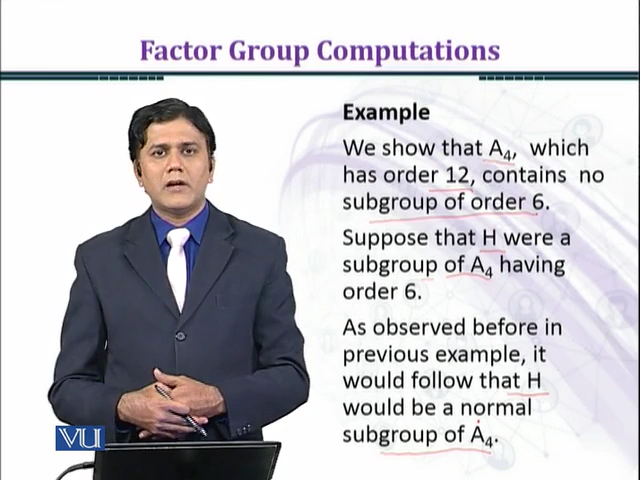 Factor Group Computations
Example
We show that A₄, which
has order 12, contains no
subgroup of order 6.
Suppose that H were a
subgroup of A₄ having
order 6.
As observed before in
previous example, it
would follow that H
would be a normal
subgroup of A₄.
VU